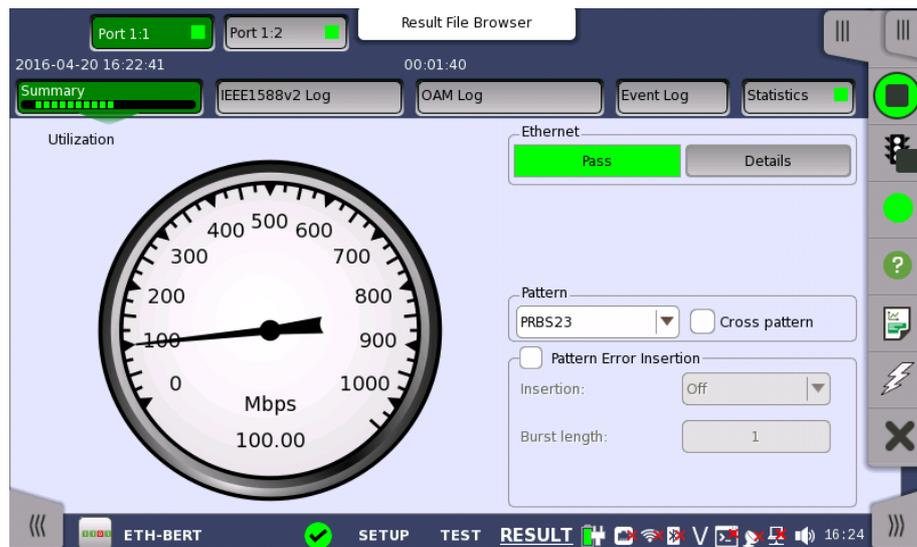 Result File Browser
Port 1:1
Port 1:2
2016-04-20 16:22:41
00:01:40
Summary
IEEE1588v2 Log
OAM Log
Event Log
Statistics
Utilization
Ethernet
Pass
Details
0
100
200
300
400
500
600
700
800
900
1000
Mbps
100.00
Pattern
PRBS23
Cross pattern
Pattern Error Insertion
Insertion:
Off
Burst length:
1
ETH-BERT
SETUP
TEST
RESULT
V
16:24